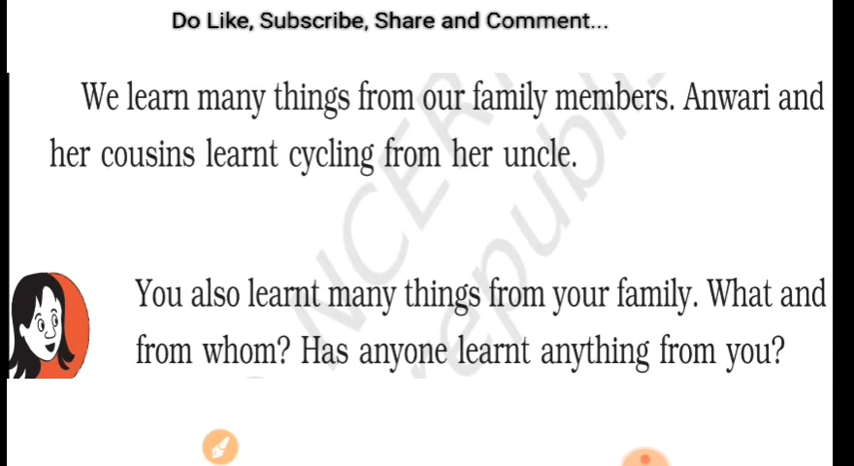 Do Like, Subscribe, Share and Comment...
We learn many things from our family members. Anwari and
her cousins learnt cycling from her uncle.
You also learnt many things from your family. What and
from whom? Has anyone learnt anything from you?
NCERT
republi